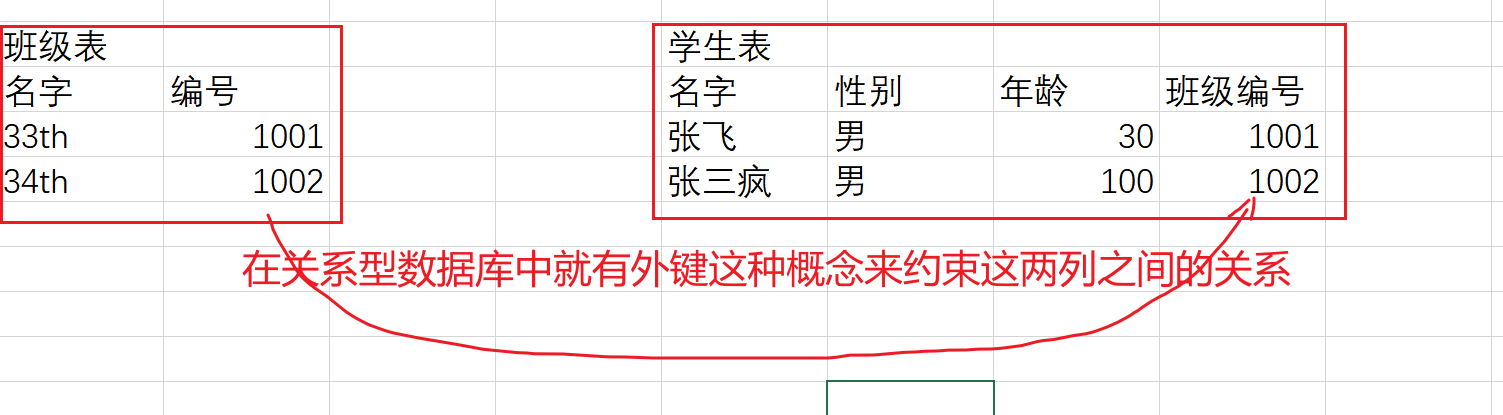 班级表
名字 编号
33th 1001
34th 1002
学生表
名字 性别 年龄 班级编号
张飞 男 30 1001
张三疯 男 100 1002
在关系型数据库中就有外键这种概念来约束这两列之间的关系